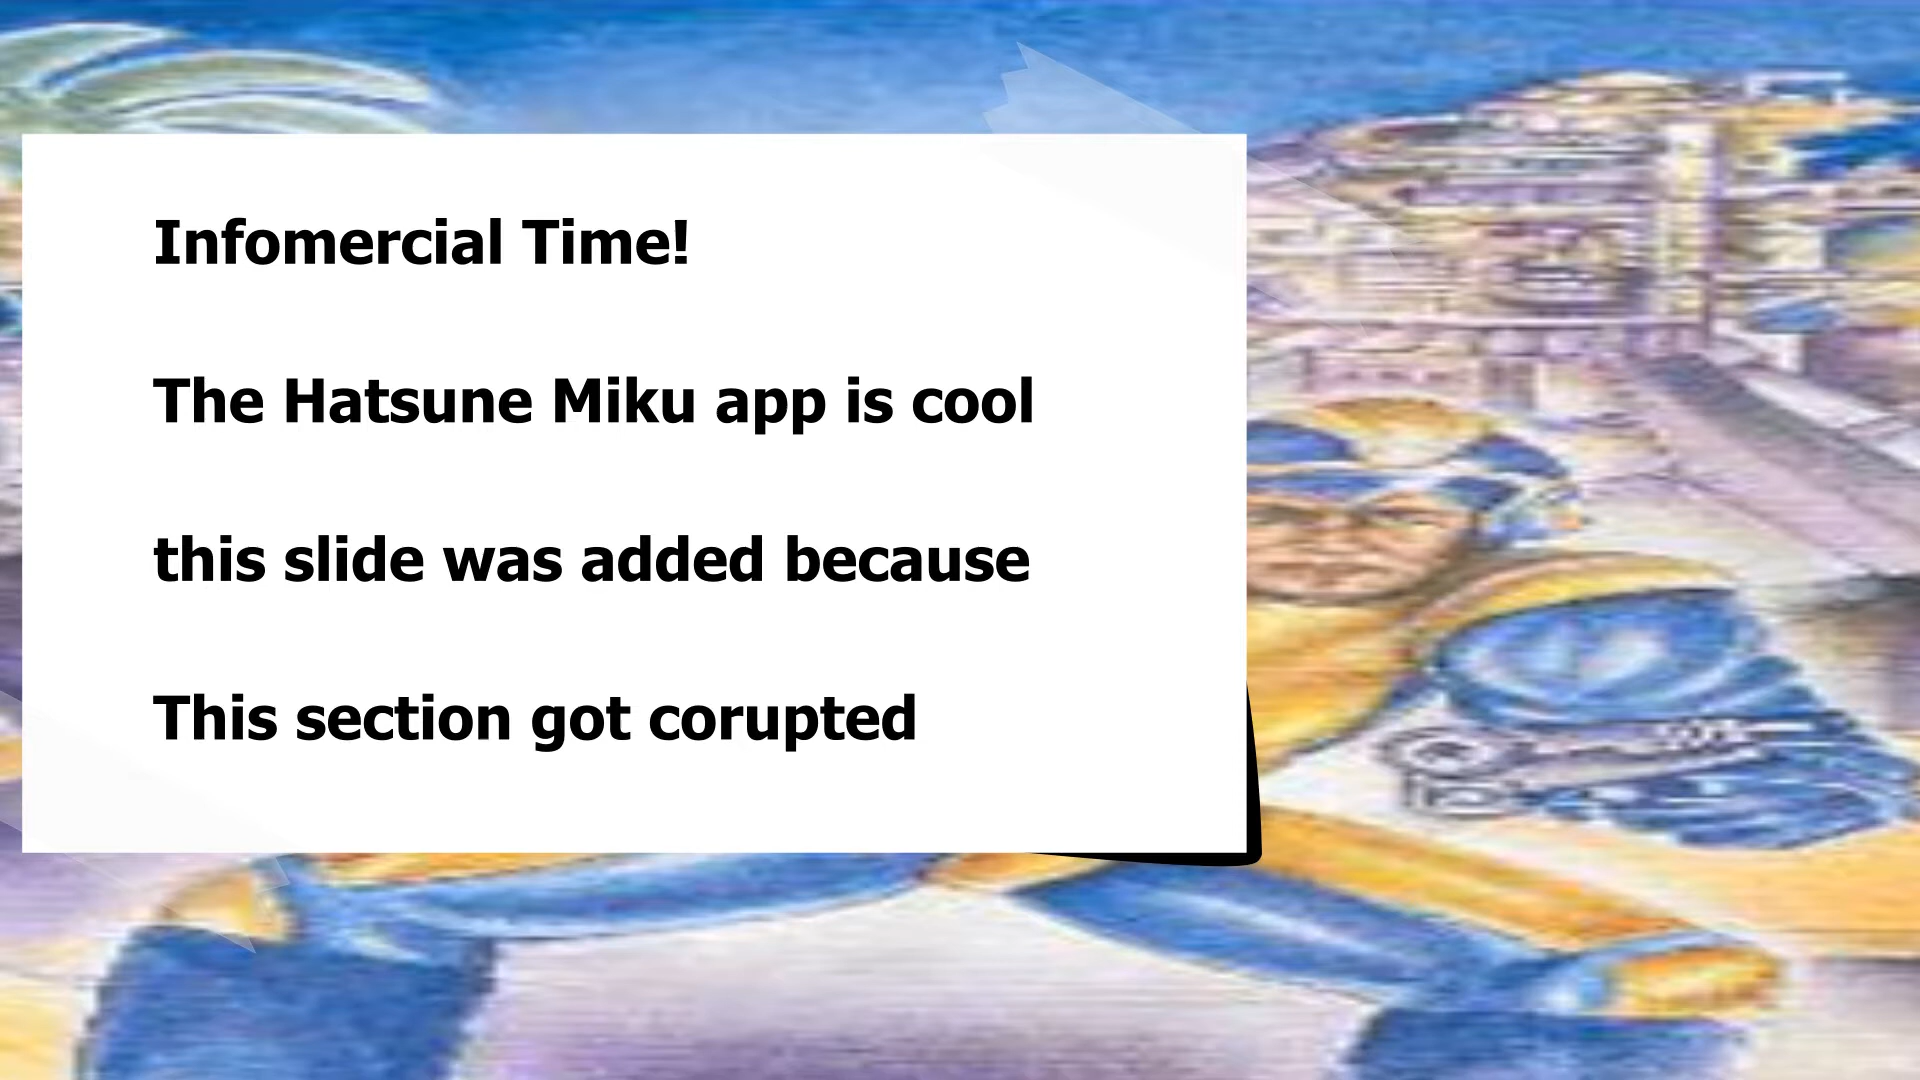 Infomercial Time!
The Hatsune Miku app is cool
this slide was added because
This section got corupted